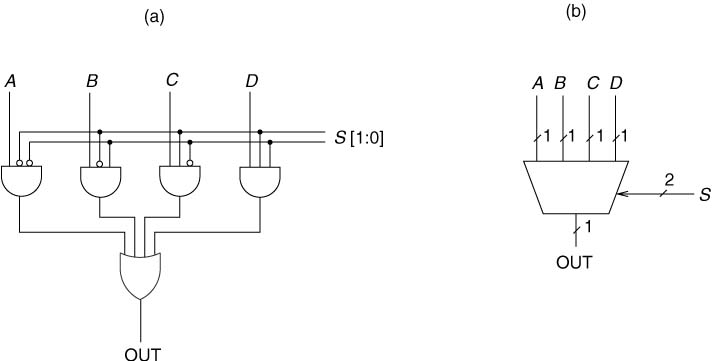 (a)
(b)
A B C D
A B C D
S [1:0]
1 1 1 1
2
S
1
OUT
OUT